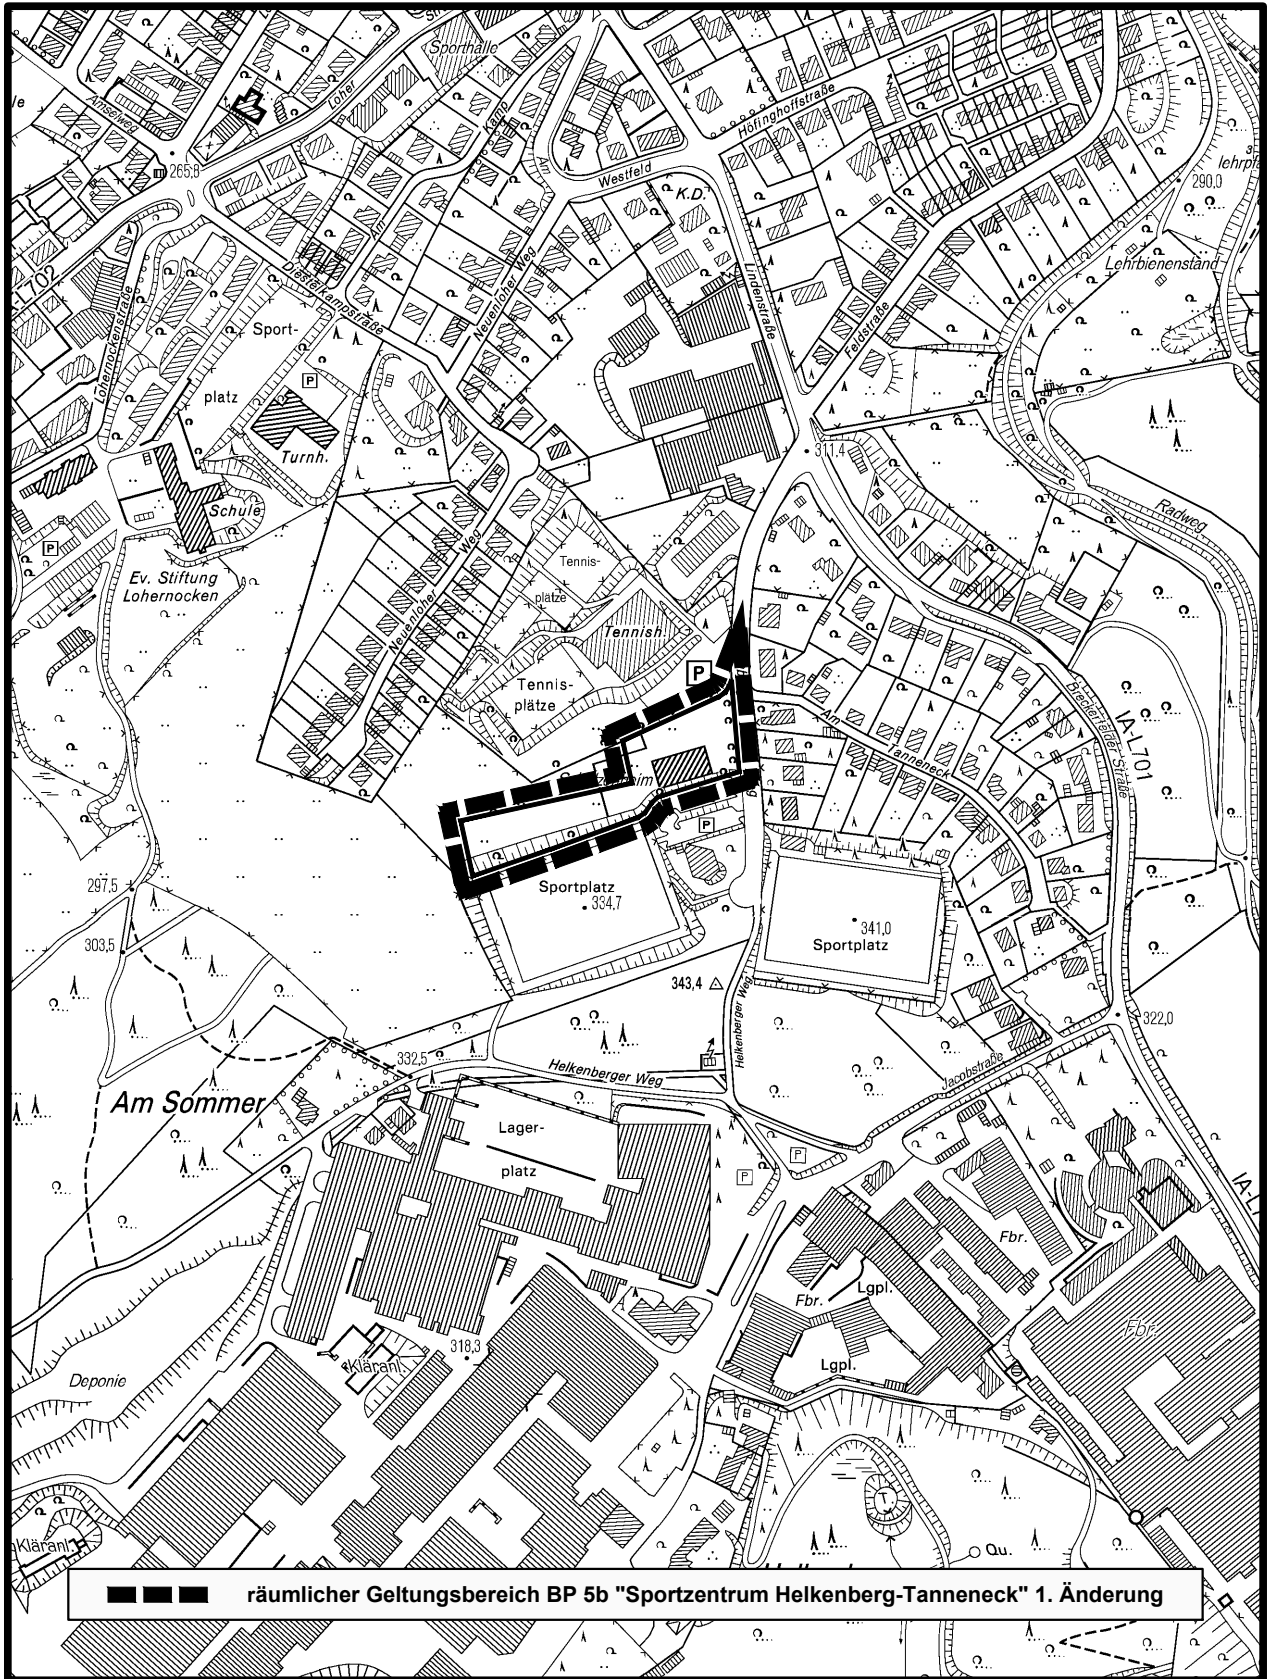 Sporthalle
Loher
Amselweg
Kamp
Höfinghoffstraße
265,8
Am
Westfeld
K.D.
290,0
Am
Lehrbienenstand
L702
Diesterkampstraße
Neuenloher Weg
Lindenstraße
Lohernockenstraße
Sport-
platz
Feldstraße
P
Turnh.
311,4
Schule
Radweg
P
Ev. Stiftung
Lohernocken
Neuenloher Weg
Tennis-
plätze
Tennish.
P
Tennis-
plätze
Am Tanneneck
Breckerfelder Straße
IA-L701
P
297,5
Sportplatz
334,7
341,0
Sportplatz
303,5
343,4
Helkenberger Weg
322,0
332,5
Helkenberger Weg
Jacobstraße
Am Sommer
Lager-
platz
P
P
Fbr.
Fbr.
Lgpl.
Fbr.
318,3
Kläranl.
Lgpl.
Deponie
T.
Kläranl.
Qu.
räumlicher Geltungsbereich BP 5b "Sportzentrum Helkenberg-Tanneneck" 1. Änderung